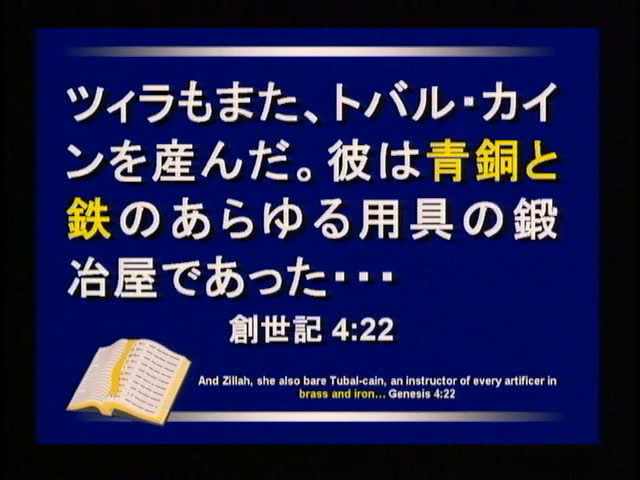 ツィラもまた、トバル・カイ
ンを産んだ。彼は青銅と
鉄のあらゆる用具の鍛
冶屋であった・・・
創世記 4:22
And Zillah, she also bare Tubal-cain, an instructor of every artificer in
brass and iron... Genesis 4:22